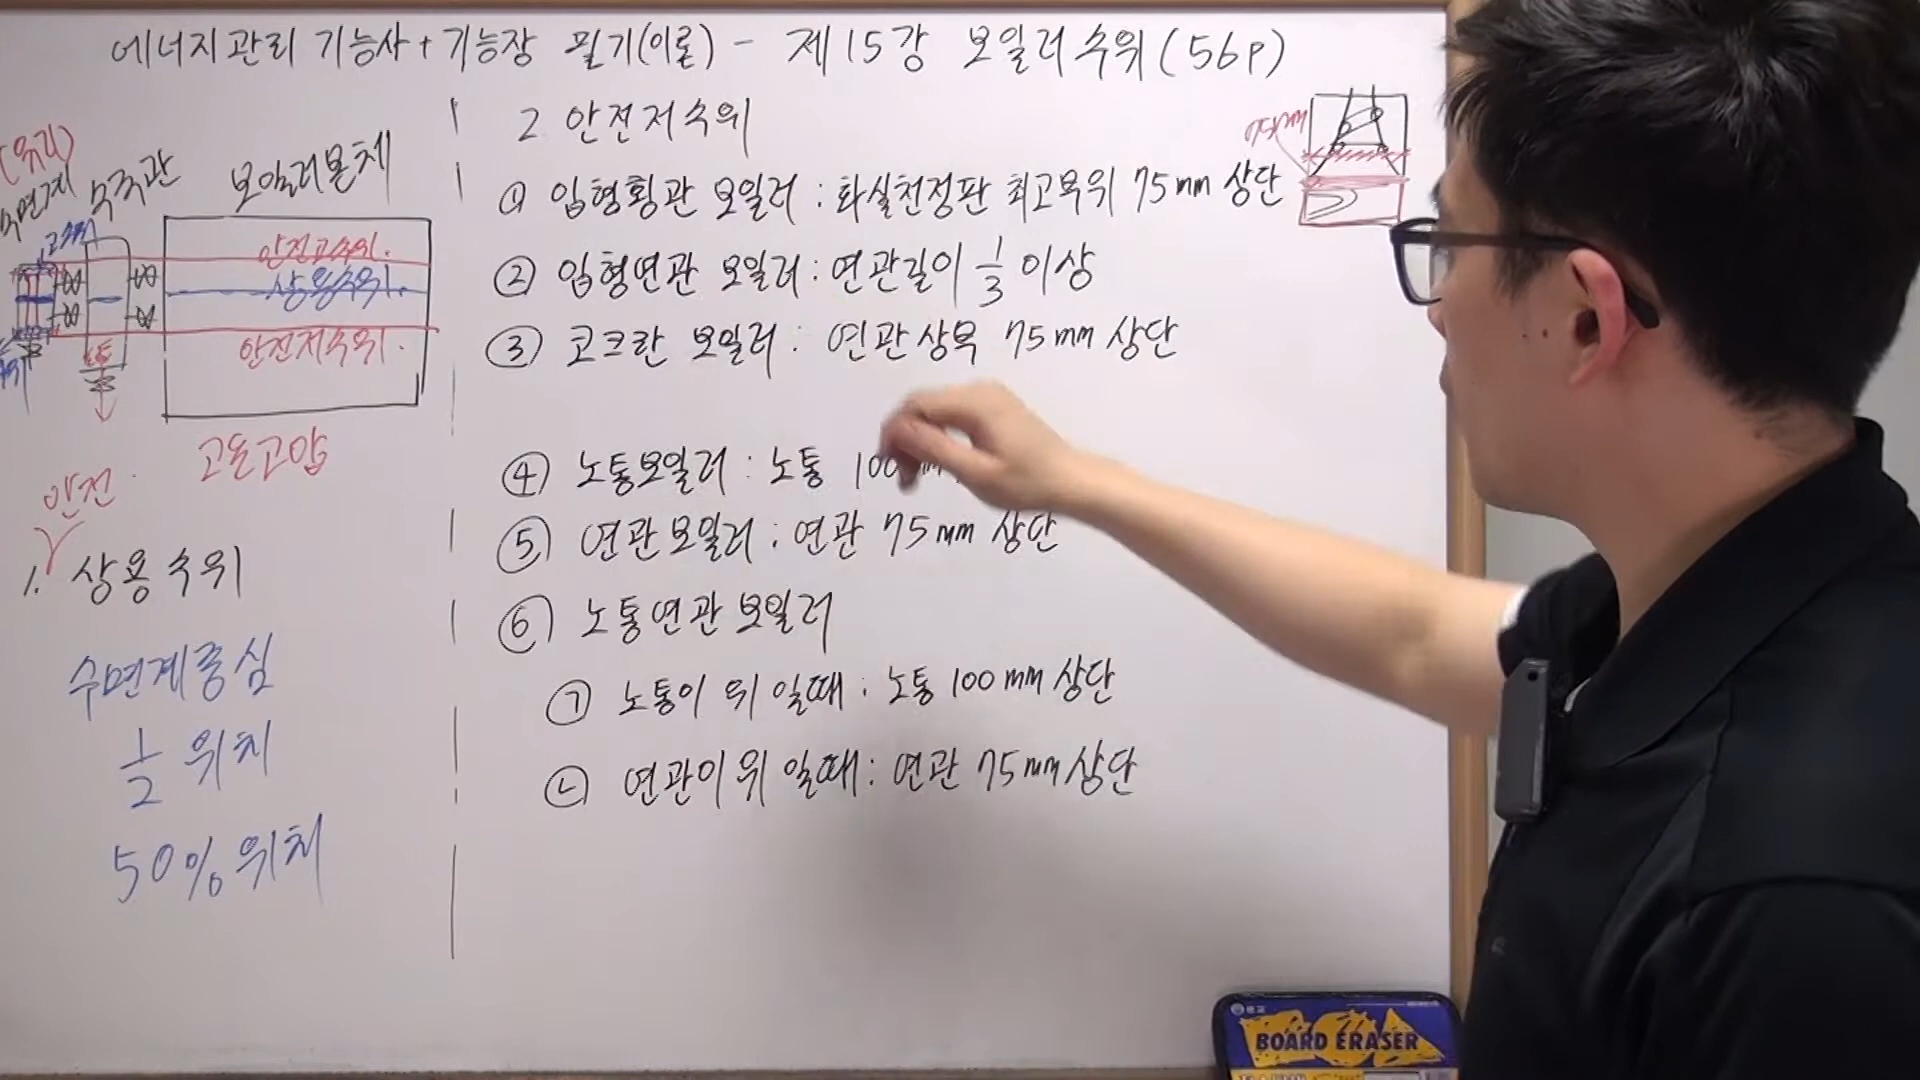 에너지관리 기능사+기능장 필기(이론) - 제15강 보일러수위(56p)
(유리)
수면계
수주관
보일러본체
안전고수위.
상용수위.
안전저수위.
고온고압
안전
1. 상용수위
수면계중심
1/2 위치
50% 위치
2 안전저수위
① 입형횡관 보일러 : 화실천정판 최고부위 75mm 상단
② 입형연관 보일러 : 연관길이 1/3 이상
③ 코크란 보일러 : 연관상부 75mm 상단
④ 노통보일러 : 노통 100
⑤ 연관보일러 : 연관 75mm 상단
⑥ 노통연관 보일러
㉠ 노통이 위 일때 : 노통 100mm 상단
㉡ 연관이 위 일때 : 연관 75mm 상단
BOARD ERASER